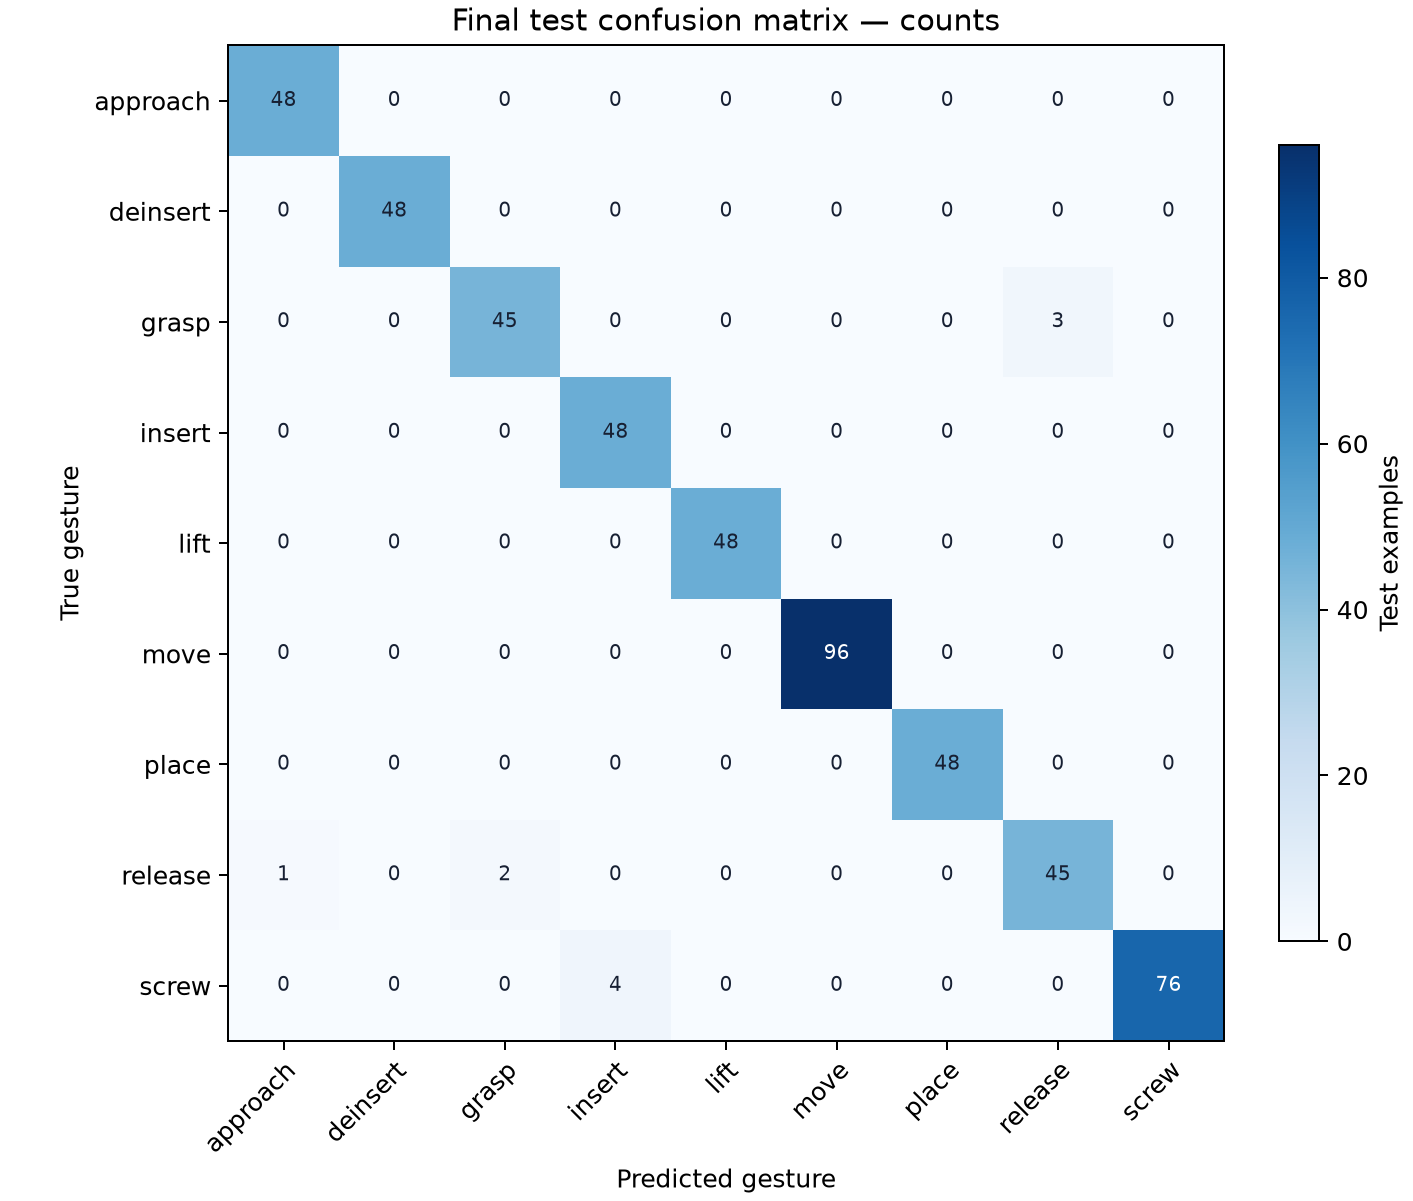 Final test confusion matrix — counts
approach 48 0 0 0 0 0 0 0 0
deinsert 0 48 0 0 0 0 0 0 0
grasp 0 0 45 0 0 0 0 3 0
insert 0 0 0 48 0 0 0 0 0
lift 0 0 0 0 48 0 0 0 0
move 0 0 0 0 0 96 0 0 0
place 0 0 0 0 0 0 48 0 0
release 1 0 2 0 0 0 0 45 0
screw 0 0 0 4 0 0 0 0 76
True gesture
approach deinsert grasp insert lift move place release screw
Predicted gesture
80
60
40
20
0
Test examples